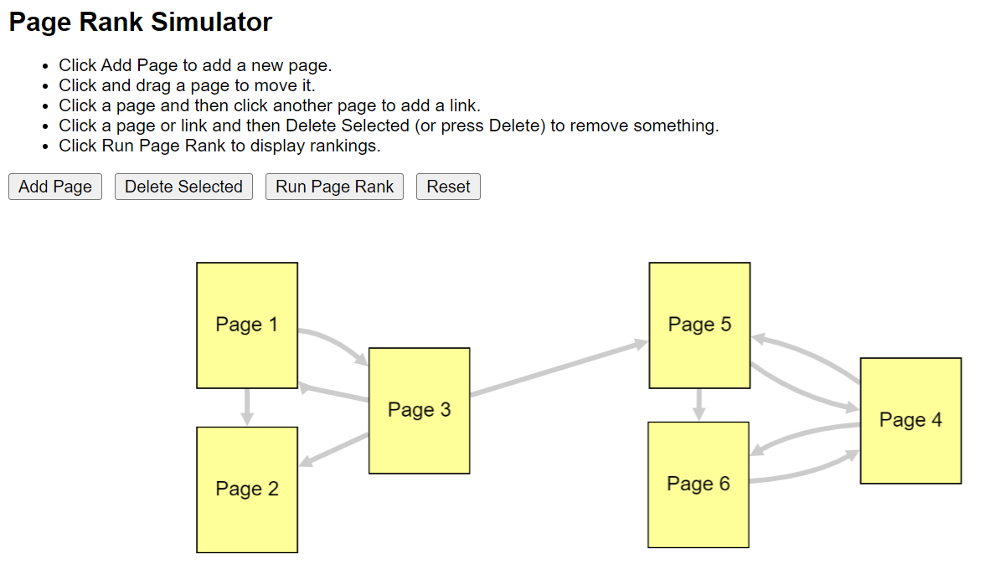 Page Rank Simulator
Click Add Page to add a new page.
Click and drag a page to move it.
Click a page and then click another page to add a link.
Click a page or link and then Delete Selected (or press Delete) to remove something.
Click Run Page Rank to display rankings.
Add Page Delete Selected Run Page Rank Reset
Page 1
Page 5
Page 3
Page 4
Page 2
Page 6